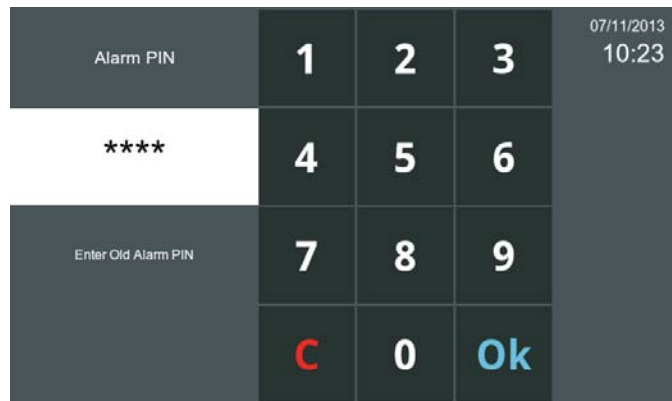 Alarm PIN
1 2 3
07/11/2013
10:23
****
4 5 6
Enter Old Alarm PIN
7 8 9
C 0 Ok